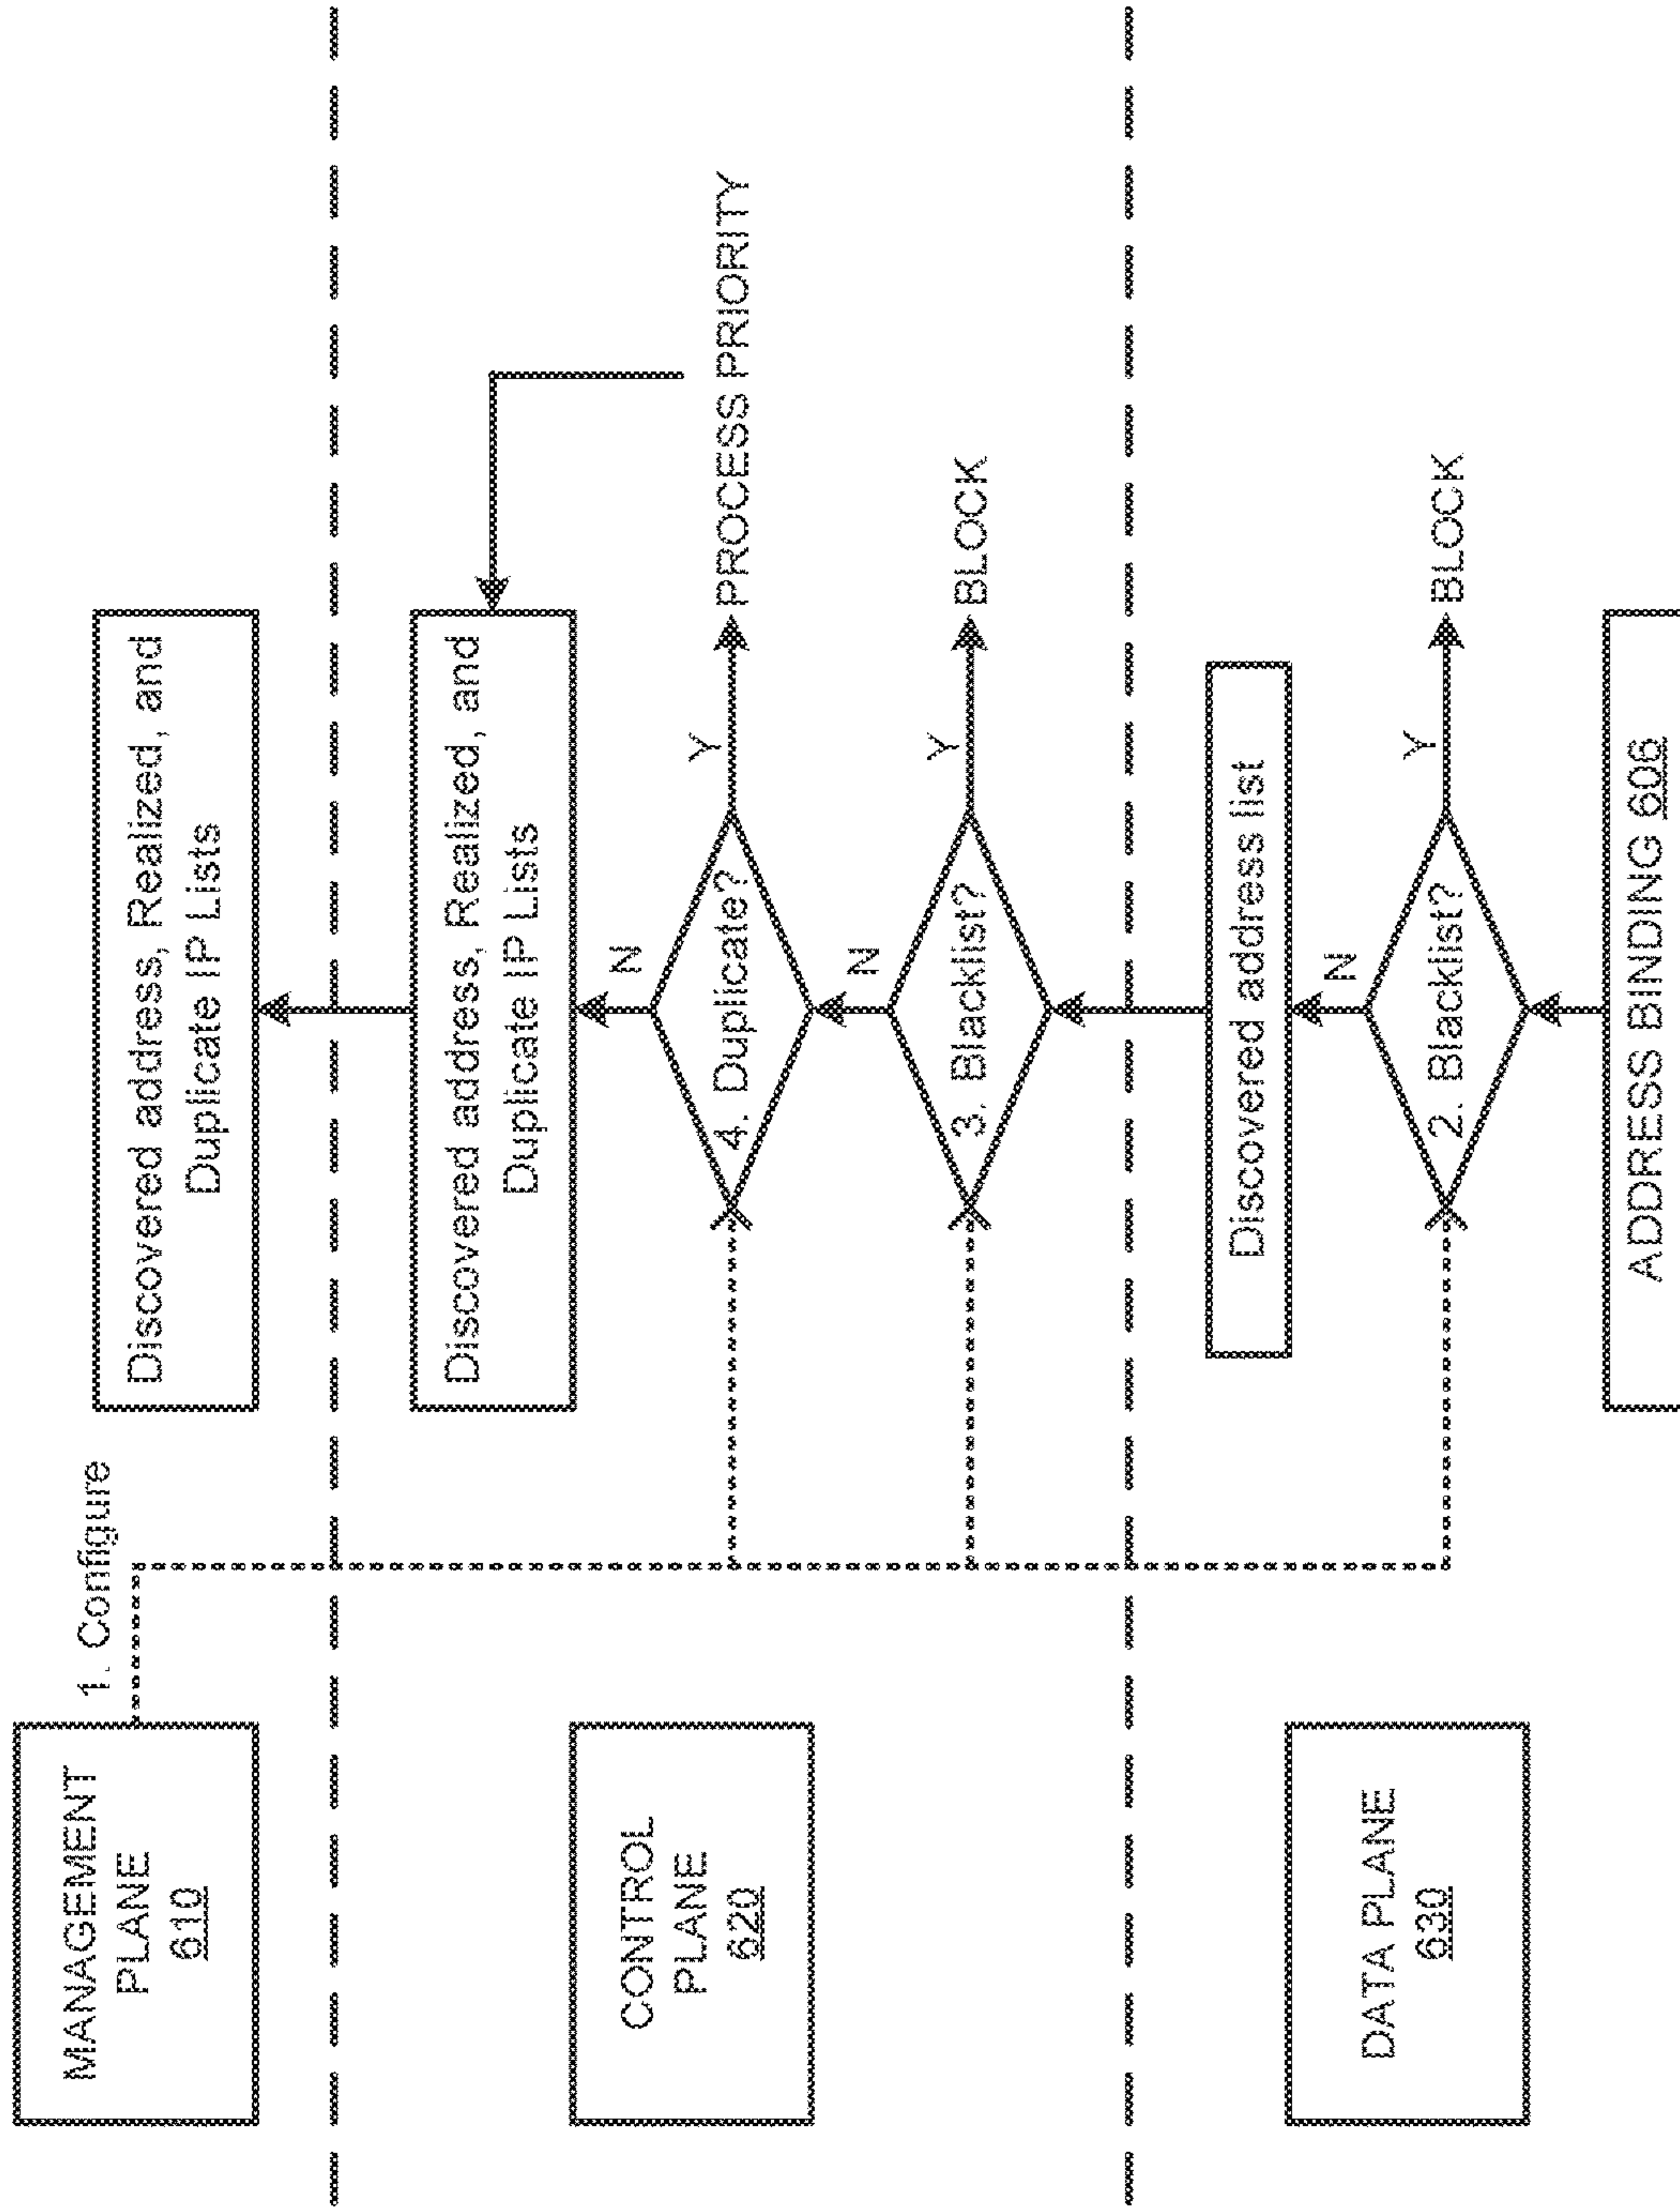 MANAGEMENT
PLANE
610
1. Configure
Discovered address, Realized, and
Duplicate IP Lists
CONTROL
PLANE
620
Discovered address, Realized, and
Duplicate IP Lists
N
4. Duplicate?
Y
PROCESS PRIORITY
N
3. Blacklist?
Y
BLOCK
DATA PLANE
630
Discovered address list
N
2. Blacklist?
Y
BLOCK
ADDRESS BINDING 606